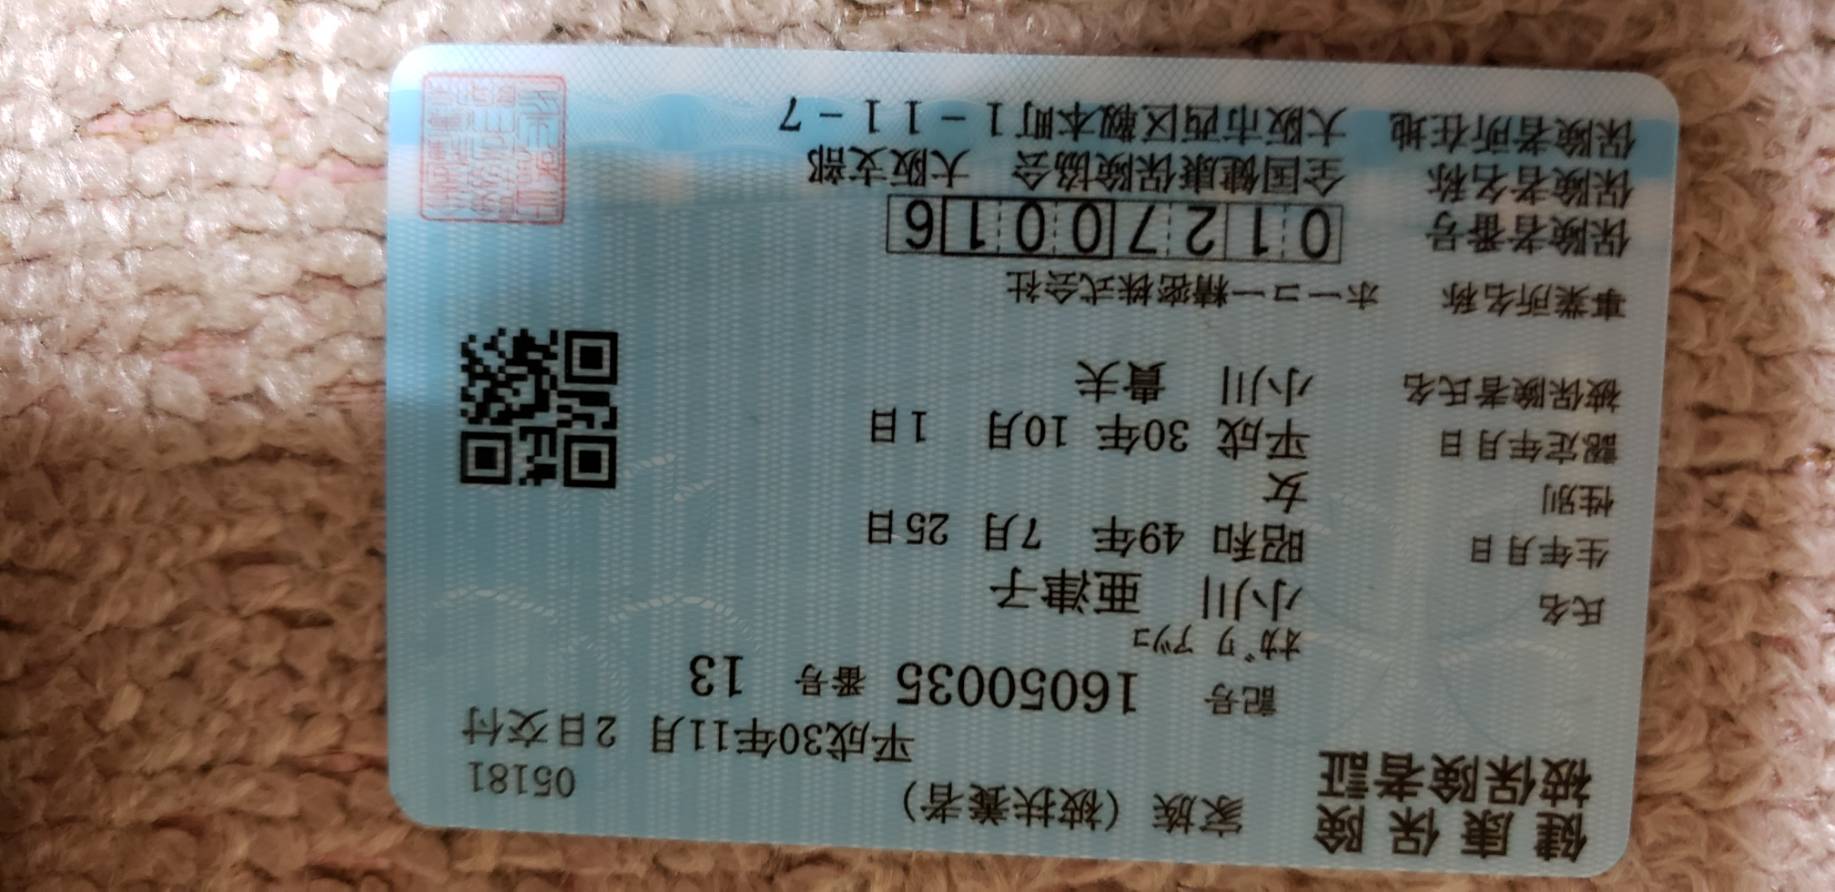 健康保険
被保険者証
家族（被扶養者）
05181
平成30年11月 2日交付
記号 16050035 番号 13
ｵｶﾞﾜ ｱﾂｺ
氏名 小川 亜津子
生年月日 昭和 49年 7月 25日
性別 女
認定年月日 平成 30年 10月 1日
被保険者氏名 小川 貴夫
事業所名称 ホーコー精密株式会社
保険者番号 01270016
保険者名称 全国健康保険協会 大阪支部
保険者所在地 大阪市西区靱本町1-11-7